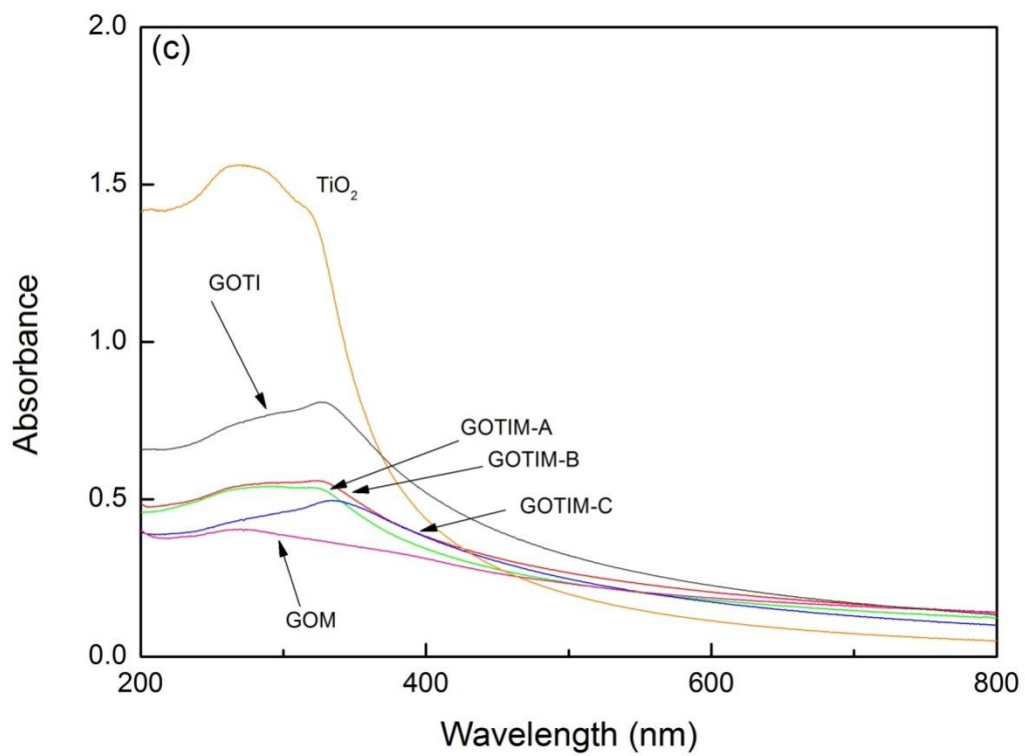 (c)
2.0
1.5
1.0
0.5
0.0
TiO₂
GOTI
GOTIM-A
GOTIM-B
GOTIM-C
GOM
200
400
600
800
Absorbance
Wavelength (nm)